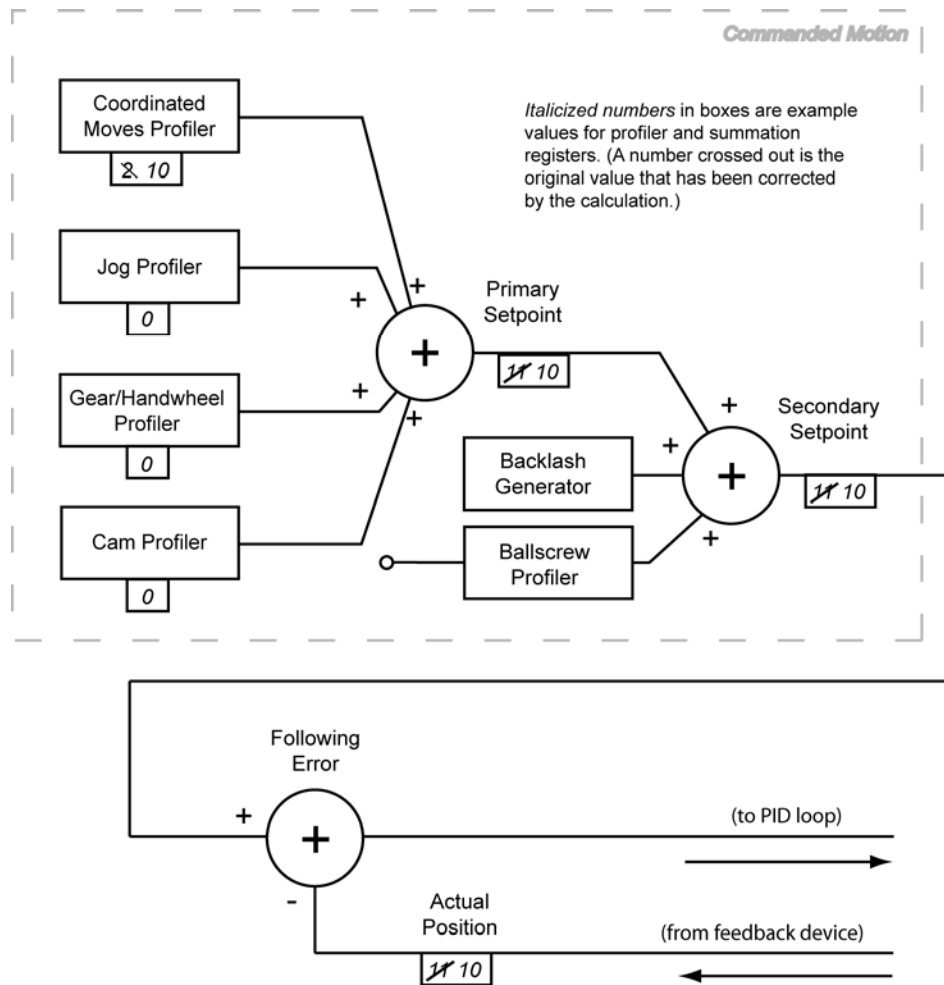 Commanded Motion
Coordinated
Moves Profiler
2 10
Italicized numbers in boxes are example
values for profiler and summation
registers. (A number crossed out is the
original value that has been corrected
by the calculation.)
Jog Profiler
0
+
+
Primary
Setpoint
+
11 10
Gear/Handwheel
Profiler
0
+
+
+
Secondary
Setpoint
Backlash
Generator
+
+
11 10
Cam Profiler
0
Ballscrew
Profiler
+
Following
Error
+
+
(to PID loop)
-
Actual
Position
(from feedback device)
11 10